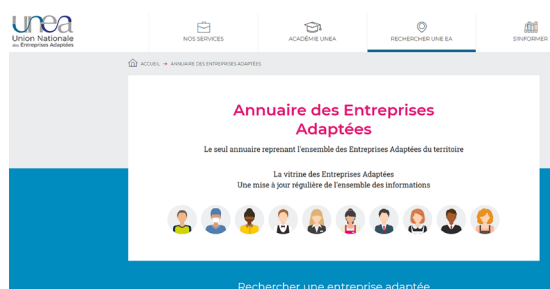 unea
Union Nationale
des Entreprises Adaptées
NOS SERVICES
ACADÉMIE UNEA
RECHERCHER UNE EA
S'INFORMER
ACCUEIL → ANNUAIRE DES ENTREPRISES ADAPTÉES
Annuaire des Entreprises
Adaptées
Le seul annuaire reprenant l'ensemble des Entreprises Adaptées du territoire
La vitrine des Entreprises Adaptées
Une mise à jour régulière de l'ensemble des informations
Rechercher une entreprise adaptée